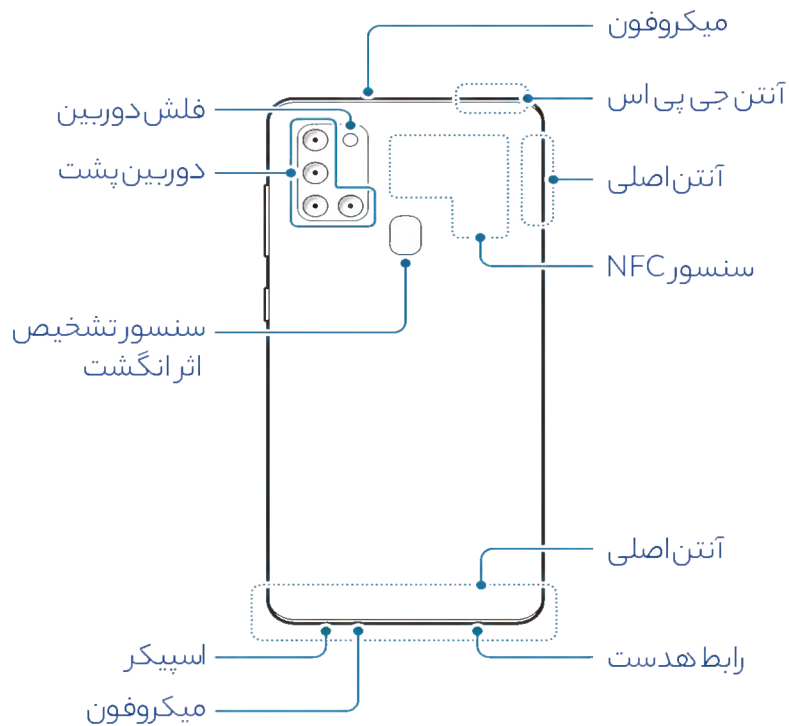 میکروفون
آنتن جی پی اس
فلش دوربین
دوربین پشت
آنتن اصلی
سنسور NFC
سنسور تشخیص
اثر انگشت
آنتن اصلی
رابط هدست
اسپیکر
میکروفون